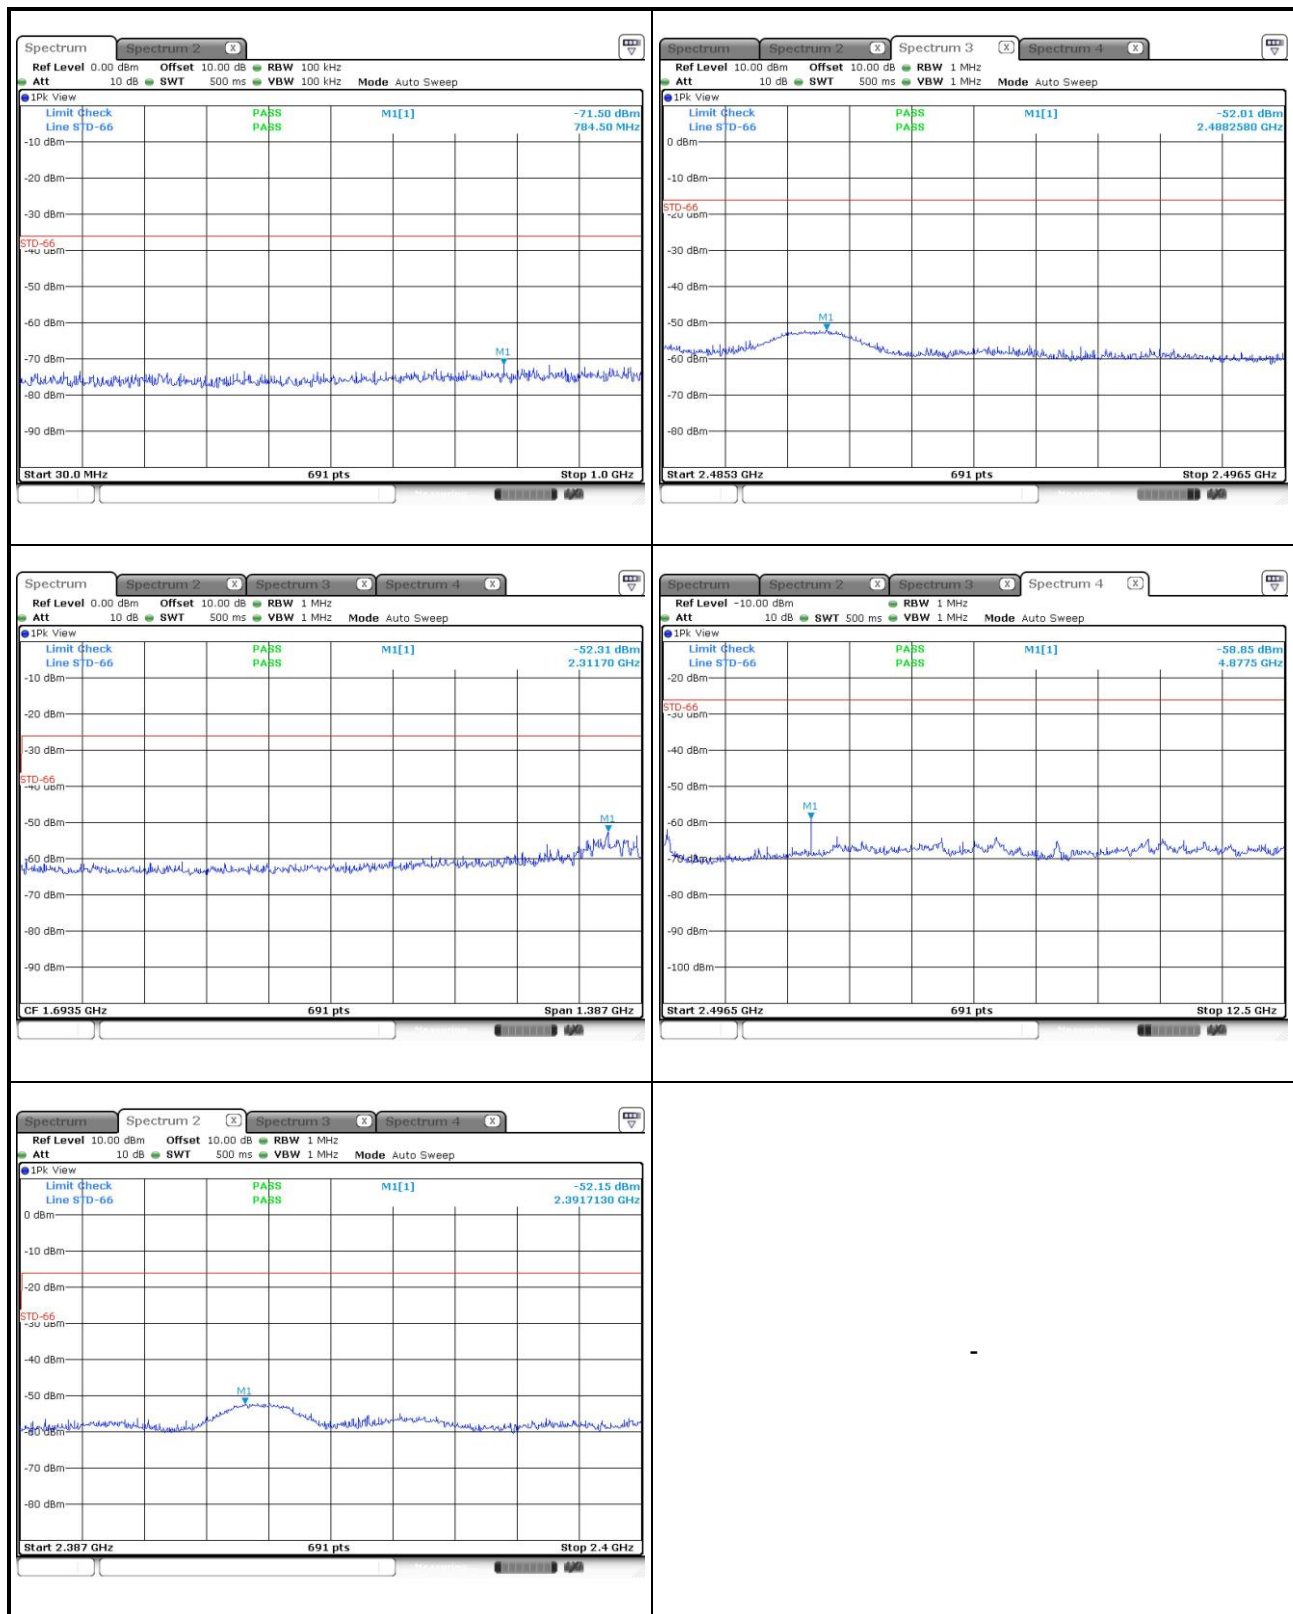 Spectrum Spectrum 2 X
Ref Level 0.00 dBm Offset 10.00 dB RBW 100 kHz
Att 10 dB SWT 500 ms VBW 100 kHz Mode Auto Sweep
1Pk View
Limit Check PASS M1[1] -71.50 dBm
Line STD-66 PASS 784.50 MHz
-10 dBm
-20 dBm
-30 dBm
STD-66
-40 dBm
-50 dBm
-60 dBm
M1
-70 dBm
-80 dBm
-90 dBm
Start 30.0 MHz 691 pts Stop 1.0 GHz
Spectrum Spectrum 2 X Spectrum 3 X Spectrum 4 X
Ref Level 10.00 dBm Offset 10.00 dB RBW 1 MHz
Att 10 dB SWT 500 ms VBW 1 MHz Mode Auto Sweep
1Pk View
Limit Check PASS M1[1] -52.01 dBm
Line STD-66 PASS 2.4882580 GHz
0 dBm
-10 dBm
STD-66
-20 dBm
-30 dBm
-40 dBm
M1
-50 dBm
-60 dBm
-70 dBm
-80 dBm
Start 2.4853 GHz 691 pts Stop 2.4965 GHz
Spectrum Spectrum 2 X Spectrum 3 X Spectrum 4 X
Ref Level 0.00 dBm Offset 10.00 dB RBW 1 MHz
Att 10 dB SWT 500 ms VBW 1 MHz Mode Auto Sweep
1Pk View
Limit Check PASS M1[1] -52.31 dBm
Line STD-66 PASS 2.31170 GHz
-10 dBm
-20 dBm
-30 dBm
STD-66
-40 dBm
-50 dBm
M1
-60 dBm
-70 dBm
-80 dBm
-90 dBm
CF 1.6935 GHz 691 pts Span 1.387 GHz
Spectrum Spectrum 2 X Spectrum 3 X Spectrum 4 X
Ref Level -10.00 dBm RBW 1 MHz
Att 10 dB SWT 500 ms VBW 1 MHz Mode Auto Sweep
1Pk View
Limit Check PASS M1[1] -58.85 dBm
Line STD-66 PASS 4.8775 GHz
-20 dBm
STD-66
-30 dBm
-40 dBm
-50 dBm
M1
-60 dBm
-70 dBm
-80 dBm
-90 dBm
-100 dBm
Start 2.4965 GHz 691 pts Stop 12.5 GHz
Spectrum Spectrum 2 X Spectrum 3 X Spectrum 4 X
Ref Level 10.00 dBm Offset 10.00 dB RBW 1 MHz
Att 10 dB SWT 500 ms VBW 1 MHz Mode Auto Sweep
1Pk View
Limit Check PASS M1[1] -52.15 dBm
Line STD-66 PASS 2.3917130 GHz
0 dBm
-10 dBm
-20 dBm
STD-66
-30 dBm
-40 dBm
-50 dBm
M1
-60 dBm
-70 dBm
-80 dBm
Start 2.387 GHz 691 pts Stop 2.4 GHz
-